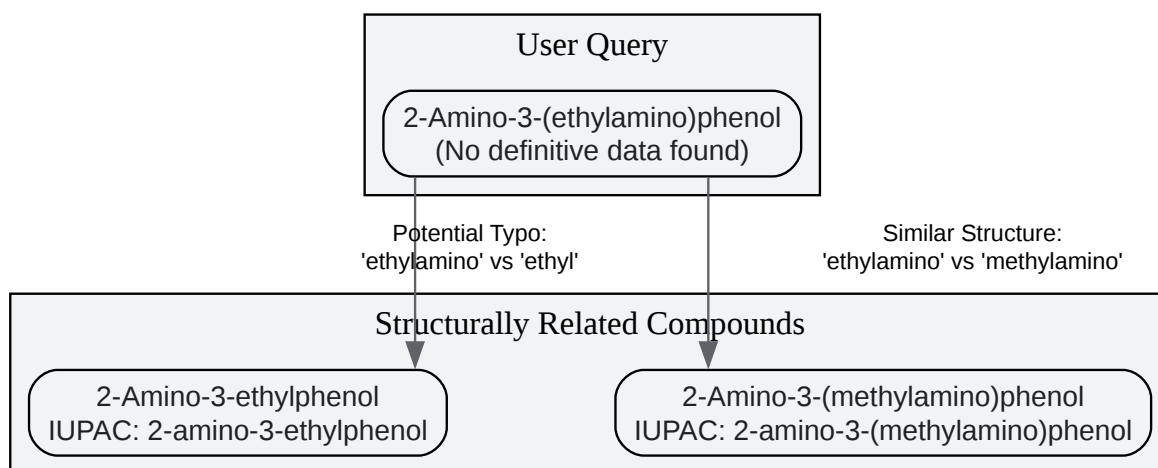 User Query
2-Amino-3-(ethylamino)phenol
(No definitive data found)
Potential Typo:
'ethylamino' vs 'ethyl'
Similar Structure:
'ethylamino' vs 'methylamino'
Structurally Related Compounds
2-Amino-3-ethylphenol
IUPAC: 2-amino-3-ethylphenol
2-Amino-3-(methylamino)phenol
IUPAC: 2-amino-3-(methylamino)phenol